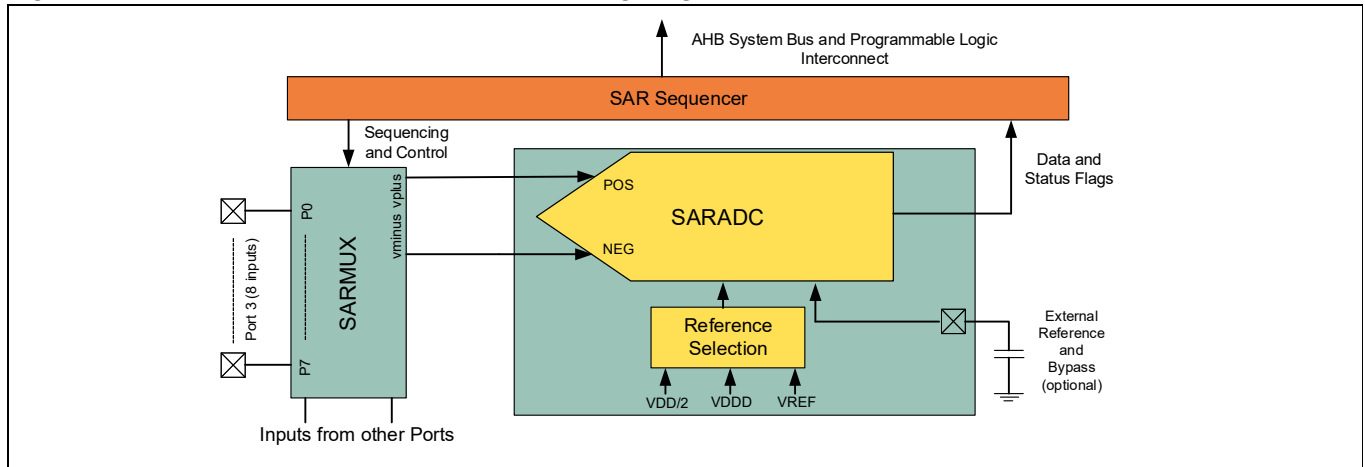 AHB System Bus and Programmable Logic
Interconnect
SAR Sequencer
Sequencing
and Control
Data and
Status Flags
vminus vplus
POS
NEG
SARADC
P0
Port 3 (8 inputs)
SARMUX
P7
Reference
Selection
External
Reference
and
Bypass
(optional)
VDD/2
VDDD
VREF
Inputs from other Ports